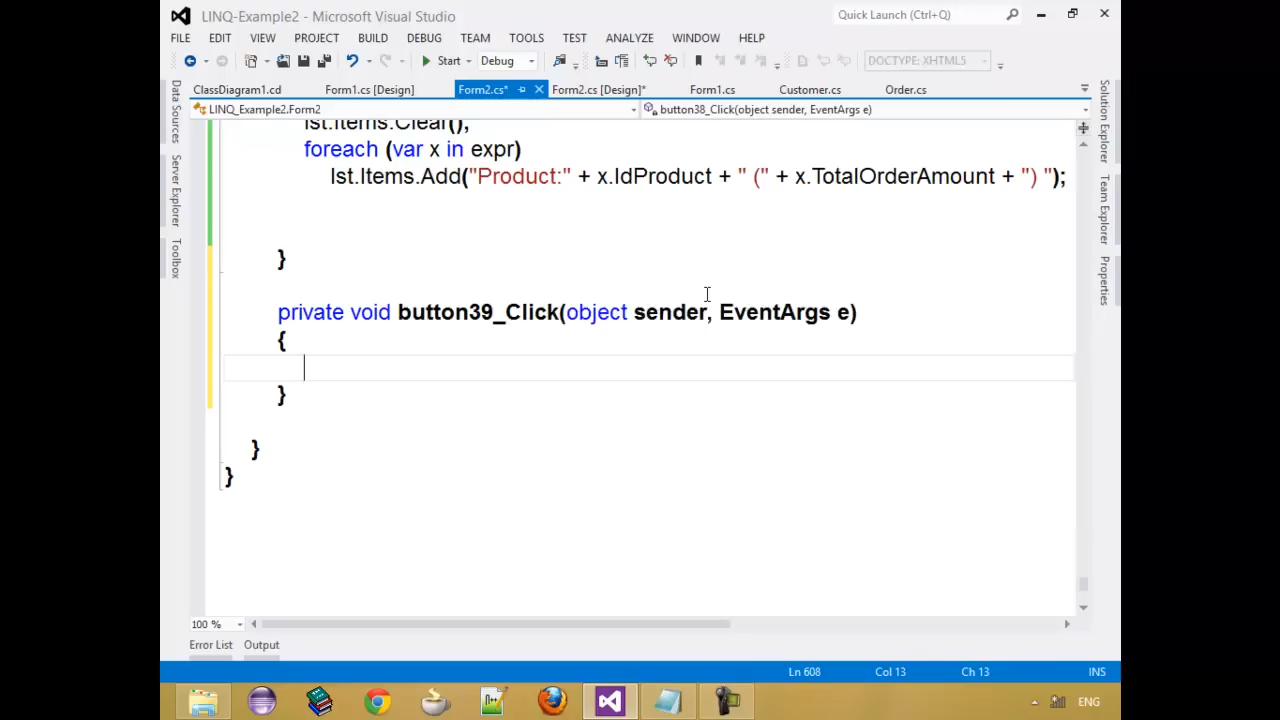 LINQ-Example2 - Microsoft Visual Studio
Quick Launch (Ctrl+Q)
FILE EDIT VIEW PROJECT BUILD DEBUG TEAM TOOLS TEST ANALYZE WINDOW HELP
Start Debug DOCTYPE: XHTML5
ClassDiagram1.cd Form1.cs [Design] Form2.cs* Form2.cs [Design]* Form1.cs Customer.cs Order.cs
LINQ_Example2.Form2 button38_Click(object sender, EventArgs e)
lst.Items.Clear();
foreach (var x in expr)
lst.Items.Add("Product:" + x.IdProduct + " (" + x.TotalOrderAmount + ") ");
}
private void button39_Click(object sender, EventArgs e)
{
}
}
}
Data Sources
Server Explorer
Toolbox
Solution Explorer
Team Explorer
Properties
100 %
Error List Output
Ln 608 Col 13 Ch 13 INS
N++
ENG